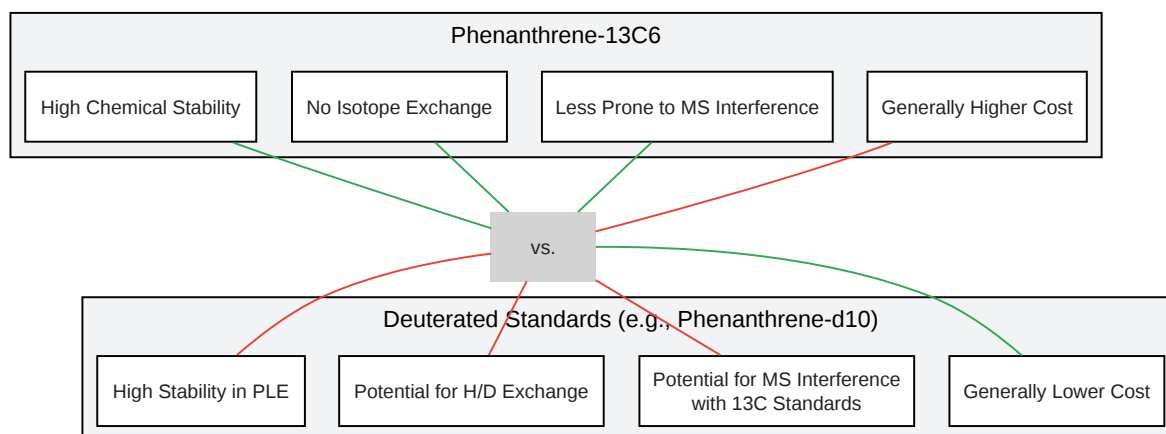 Phenanthrene-13C6
High Chemical Stability
No Isotope Exchange
Less Prone to MS Interference
Generally Higher Cost
vs.
Deuterated Standards (e.g., Phenanthrene-d10)
High Stability in PLE
Potential for H/D Exchange
Potential for MS Interference
with 13C Standards
Generally Lower Cost